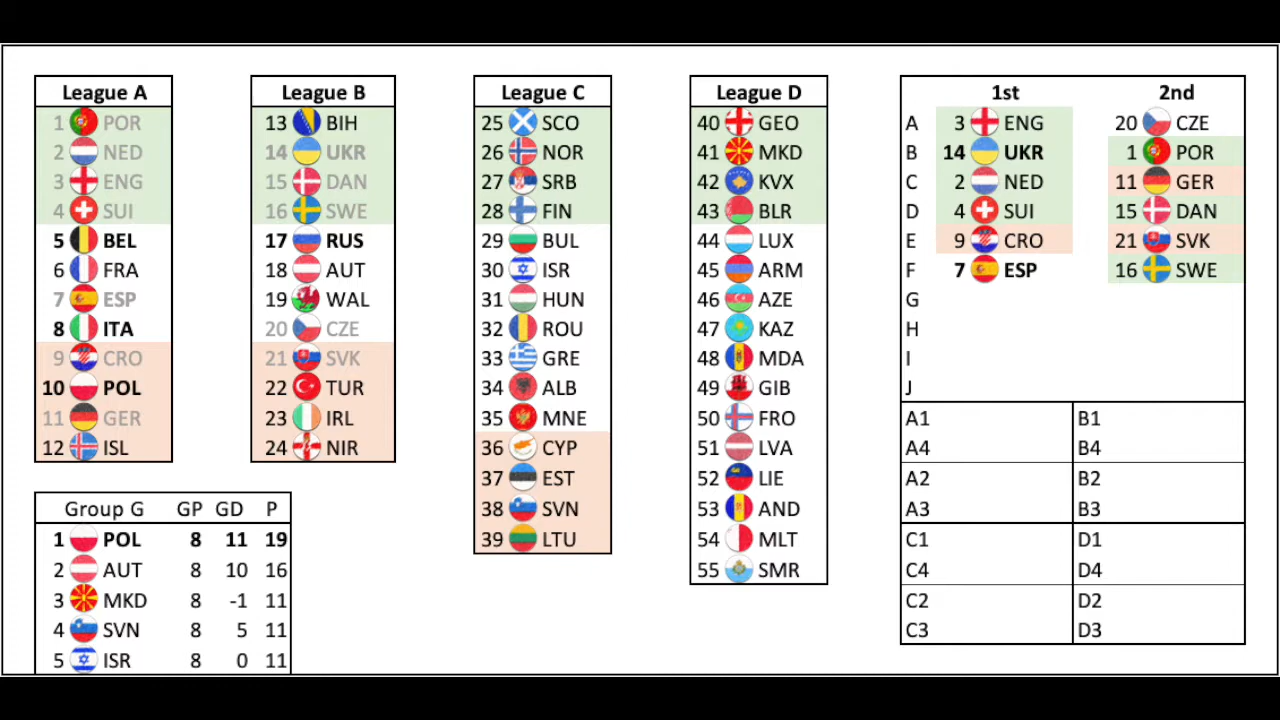 League A
1 POR
2 NED
3 ENG
4 SUI
5 BEL
6 FRA
7 ESP
8 ITA
9 CRO
10 POL
11 GER
12 ISL
League B
13 BIH
14 UKR
15 DAN
16 SWE
17 RUS
18 AUT
19 WAL
20 CZE
21 SVK
22 TUR
23 IRL
24 NIR
League C
25 SCO
26 NOR
27 SRB
28 FIN
29 BUL
30 ISR
31 HUN
32 ROU
33 GRE
34 ALB
35 MNE
36 CYP
37 EST
38 SVN
39 LTU
League D
40 GEO
41 MKD
42 KVX
43 BLR
44 LUX
45 ARM
46 AZE
47 KAZ
48 MDA
49 GIB
50 FRO
51 LVA
52 LIE
53 AND
54 MLT
55 SMR
1st 2nd
A 3 ENG 20 CZE
B 14 UKR 1 POR
C 2 NED 11 GER
D 4 SUI 15 DAN
E 9 CRO 21 SVK
F 7 ESP 16 SWE
G
H
I
J
A1 B1
A4 B4
A2 B2
A3 B3
C1 D1
C4 D4
C2 D2
C3 D3
Group G GP GD P
1 POL 8 11 19
2 AUT 8 10 16
3 MKD 8 -1 11
4 SVN 8 5 11
5 ISR 8 0 11